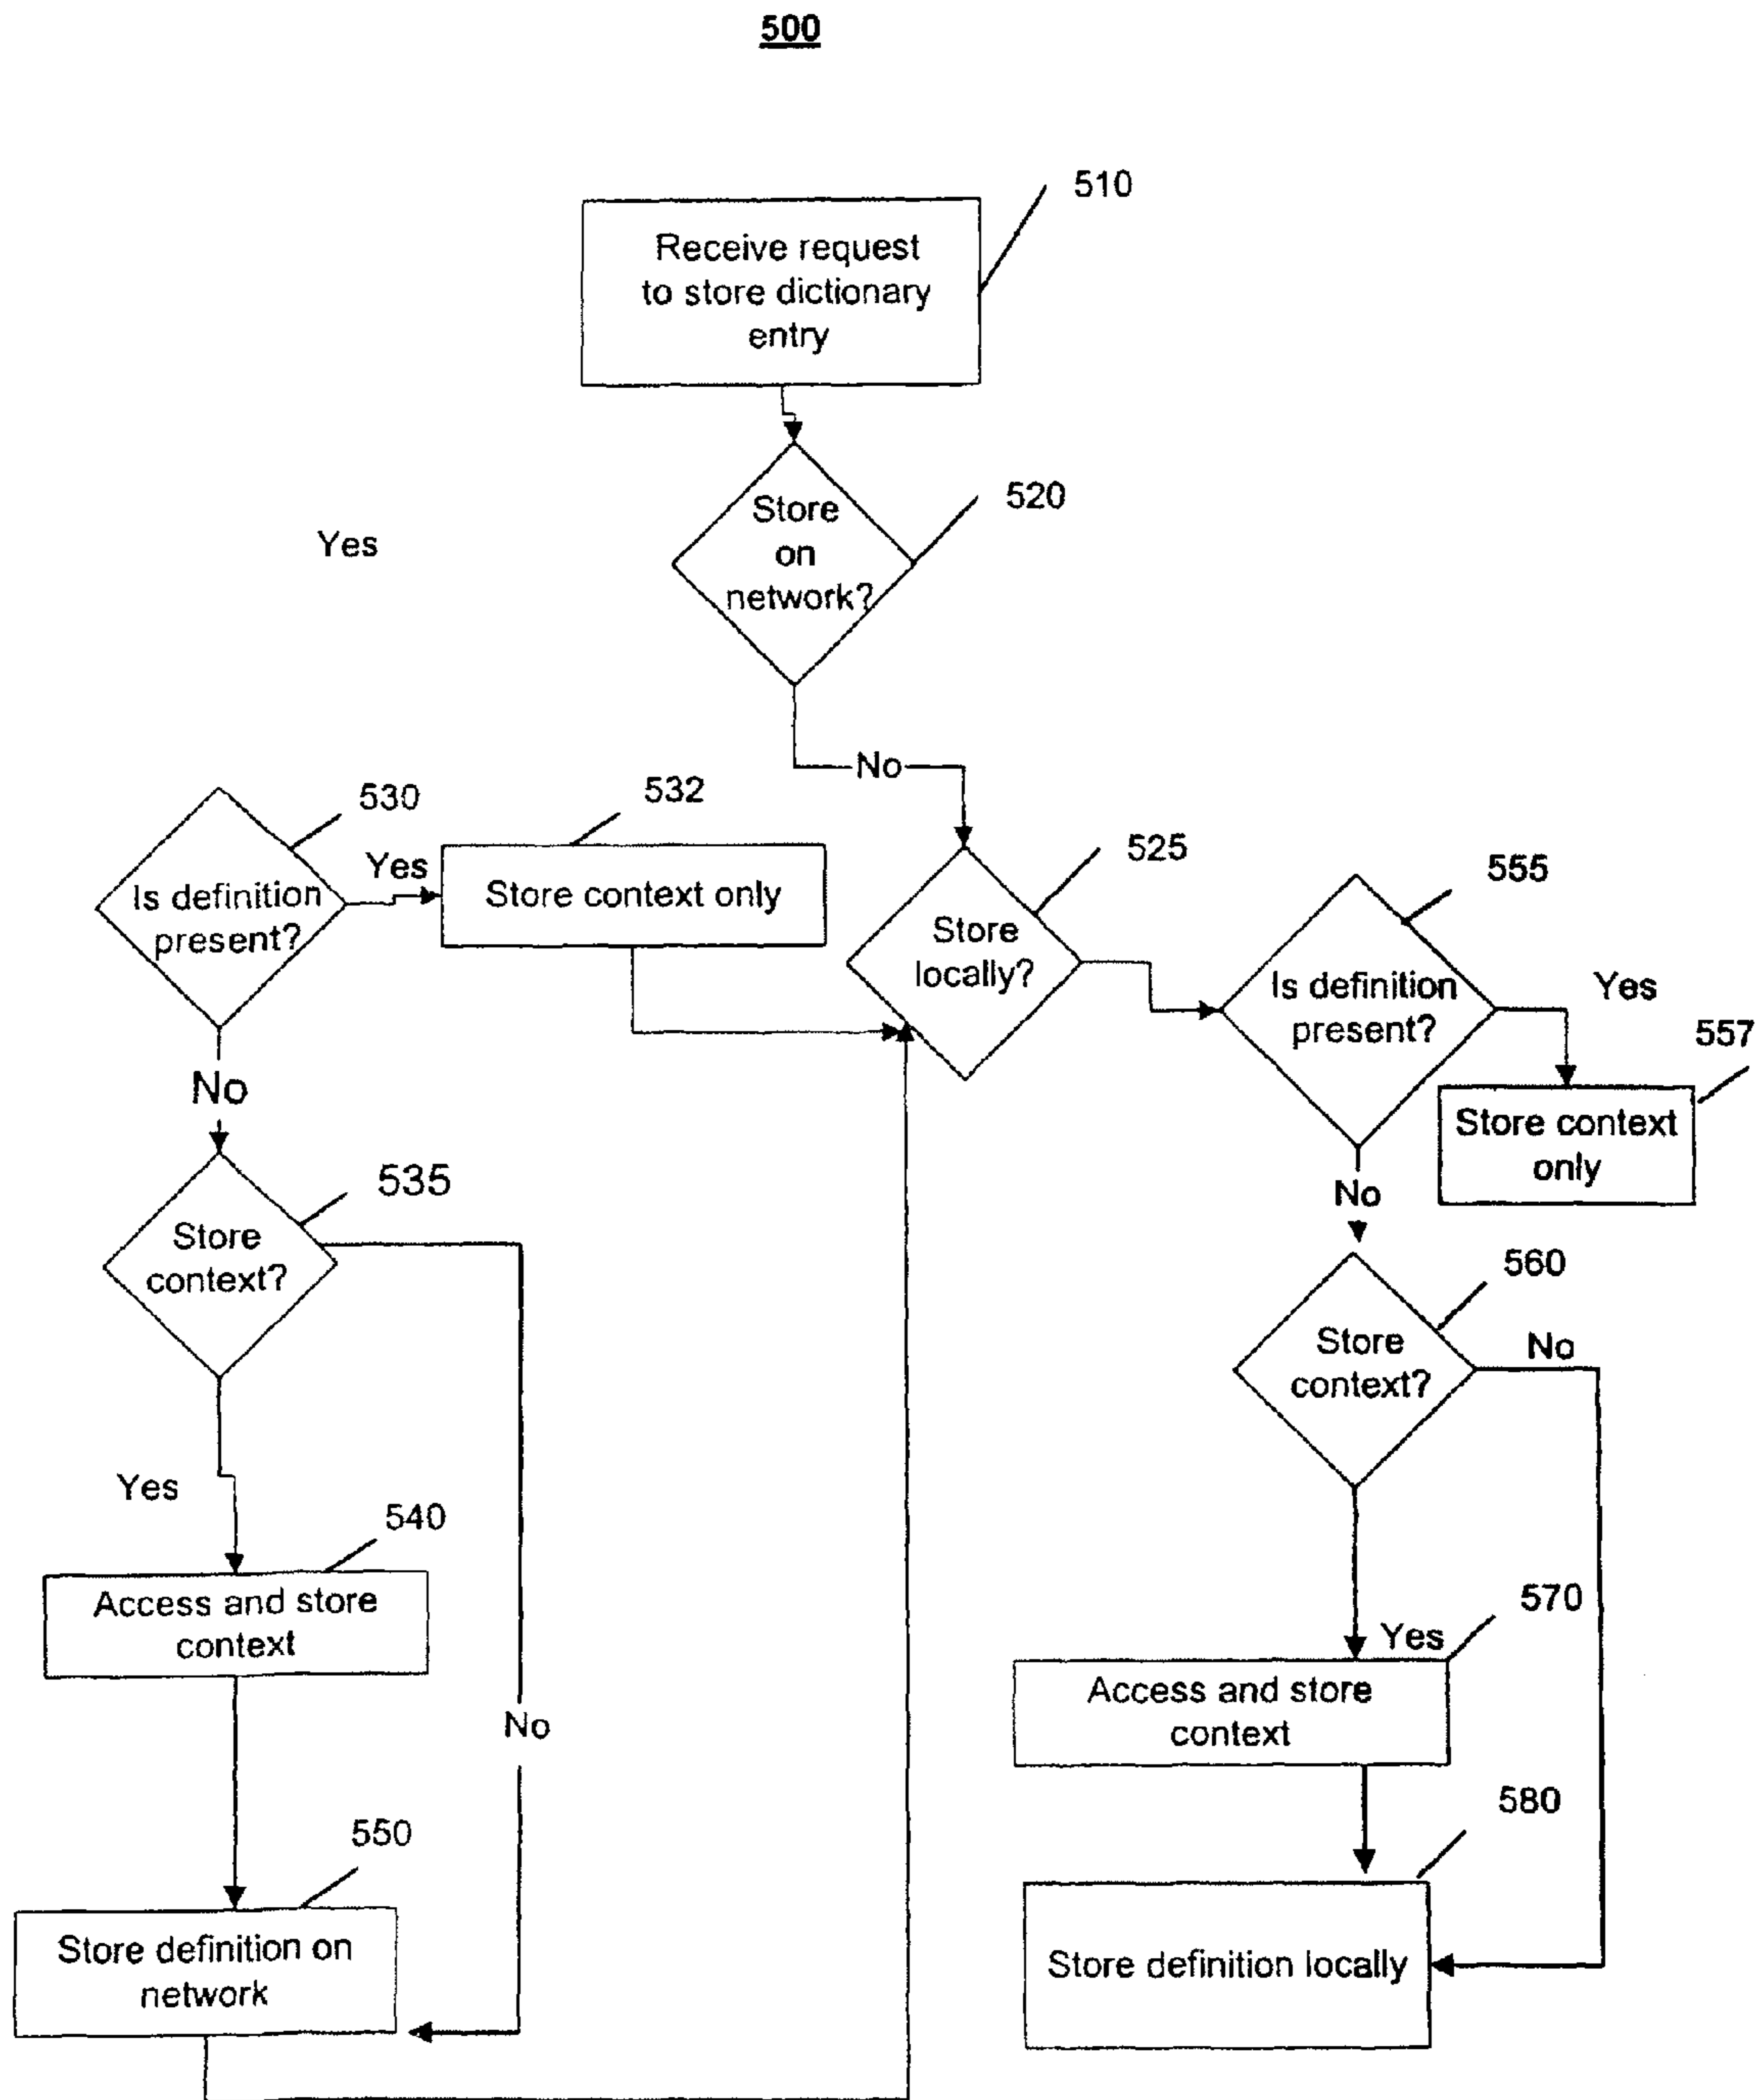 500
510
Receive request
to store dictionary
entry
520
Store
on
network?
Yes
No
530
532
525
555
Is definition
present?
Yes
Store context only
Store
locally?
Is definition
present?
Yes
557
Store context
only
No
No
535
Store
context?
560
Store
context?
No
Yes
540
Access and store
context
570
Yes
Access and store
context
No
550
Store definition on
network
580
Store definition locally